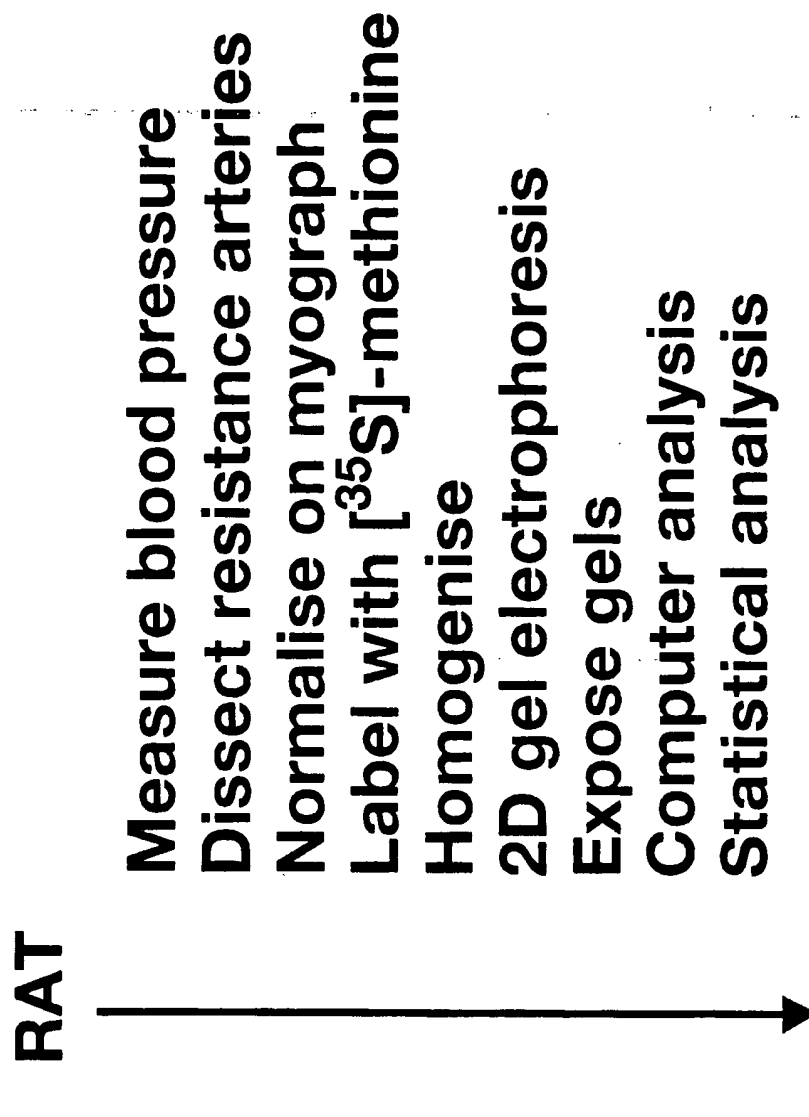 RAT
Measure blood pressure
Dissect resistance arteries
Normalise on myograph
Label with [³⁵S]-methionine
Homogenise
2D gel electrophoresis
Expose gels
Computer analysis
Statistical analysis